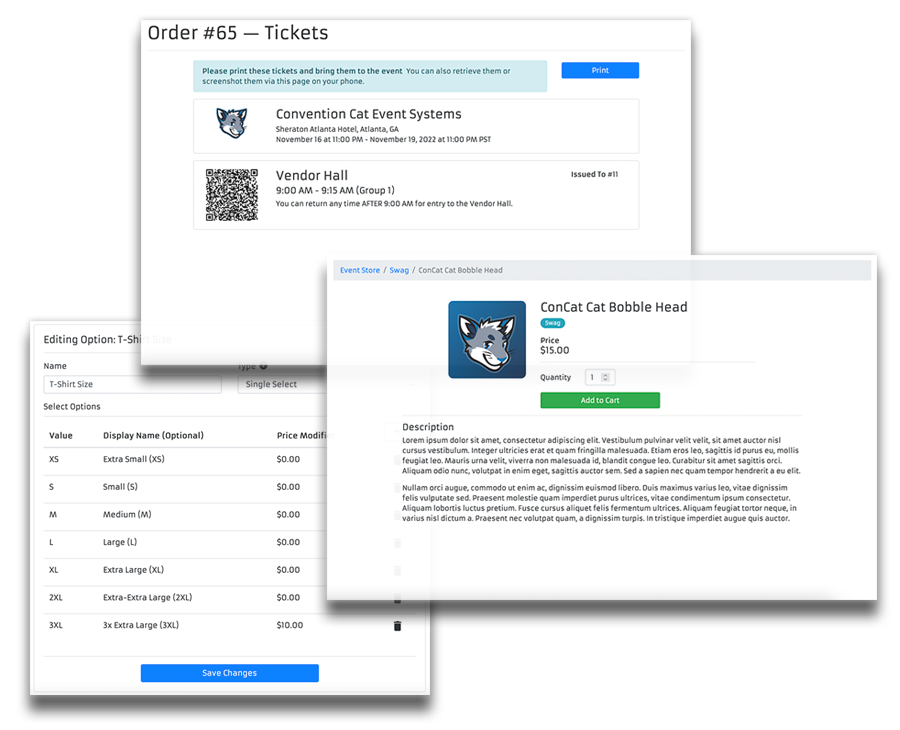 Order #65 — Tickets
Please print these tickets and bring them to the event You can also retrieve them or
screenshot them via this page on your phone.
Print
Convention Cat Event Systems
Sheraton Atlanta Hotel, Atlanta, GA
November 16 at 11:00 PM - November 19, 2022 at 11:00 PM PST
Vendor Hall
Issued To #11
9:00 AM - 9:15 AM (Group 1)
You can return any time AFTER 9:00 AM for entry to the Vendor Hall.
Event Store / Swag / ConCat Cat Bobble Head
ConCat Cat Bobble Head
Swag
Price
$15.00
Quantity 1
Add to Cart
Description
Lorem ipsum dolor sit amet, consectetur adipiscing elit. Vestibulum pulvinar velit velit, sit amet auctor nisl
cursus vestibulum. Integer ultricies erat et quam fringilla malesuada. Etiam eros leo, sagittis id purus eu, mollis
feugiat leo. Mauris urna velit, viverra non malesuada id, blandit congue leo. Curabitur sit amet sagittis orci.
Aliquam odio nunc, volutpat in enim eget, sagittis auctor sem. Sed a sapien nec quam tempor hendrerit a eu elit.
Nullam orci augue, commodo ut enim ac, dignissim euismod libero. Duis maximus varius leo, vitae dignissim
felis vulputate sed. Praesent molestie quam imperdiet purus ultrices, vitae condimentum ipsum consectetur.
Aliquam lobortis luctus pretium. Fusce cursus aliquet felis fermentum ultrices. Aliquam feugiat tortor neque, in
varius nisl dictum a. Praesent nec volutpat quam, a dignissim turpis. In tristique imperdiet augue quis auctor.
Editing Option: T-Shirt Size
Name Type
T-Shirt Size Single Select
Select Options
Value Display Name (Optional) Price Modifi
XS Extra Small (XS) $0.00
S Small (S) $0.00
M Medium (M) $0.00
L Large (L) $0.00
XL Extra Large (XL) $0.00
2XL Extra-Extra Large (2XL) $0.00
3XL 3x Extra Large (3XL) $10.00
Save Changes